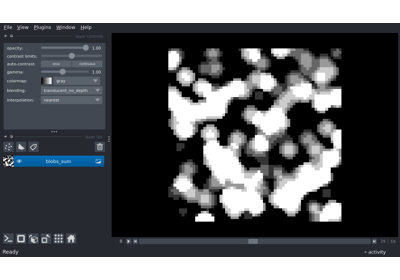 File View Plugins Window Help
opacity: 1.00
contrast limits:
auto-contrast: once continuous
gamma: 1.00
colormap: gray
blending: translucent_no_depth
interpolation: nearest
blobs_sum
activity